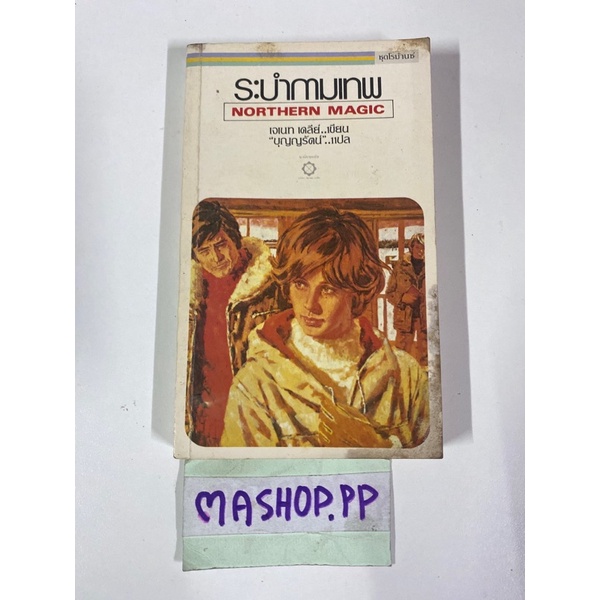 ชุดโรม๊านซ์
ระบำกามเทพ
NORTHERN MAGIC
เจเนท เดลีย์..เขียน
"บุญญรัตน์"..แปล
MASHOP.PP